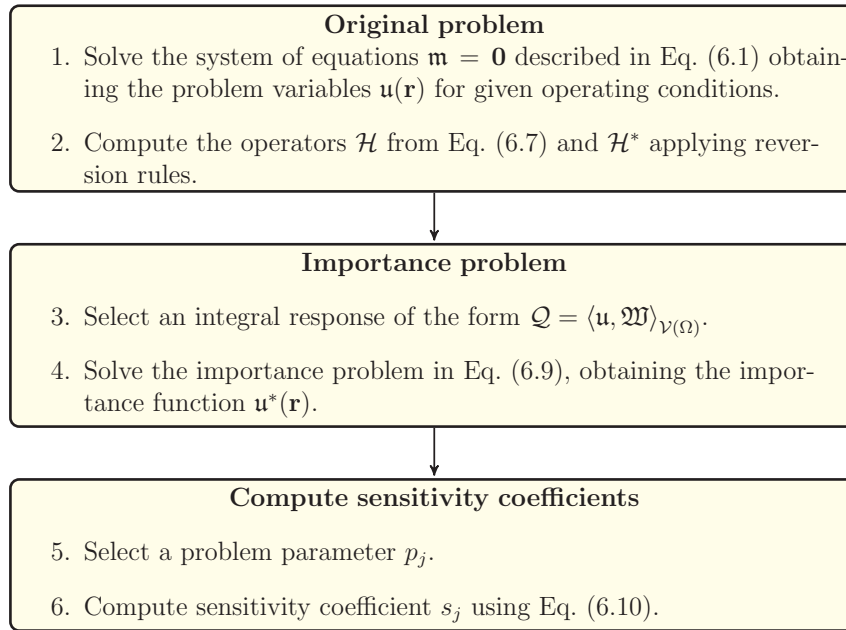 Original problem
1. Solve the system of equations 𝔪 = 𝟎 described in Eq. (6.1) obtain-
ing the problem variables 𝔲(𝐫) for given operating conditions.
2. Compute the operators ℋ from Eq. (6.7) and ℋ* applying rever-
sion rules.
Importance problem
3. Select an integral response of the form 𝒬 = ⟨𝔲, 𝔚⟩_𝒱(Ω).
4. Solve the importance problem in Eq. (6.9), obtaining the impor-
tance function 𝔲*(𝐫).
Compute sensitivity coefficients
5. Select a problem parameter p_j.
6. Compute sensitivity coefficient s_j using Eq. (6.10).